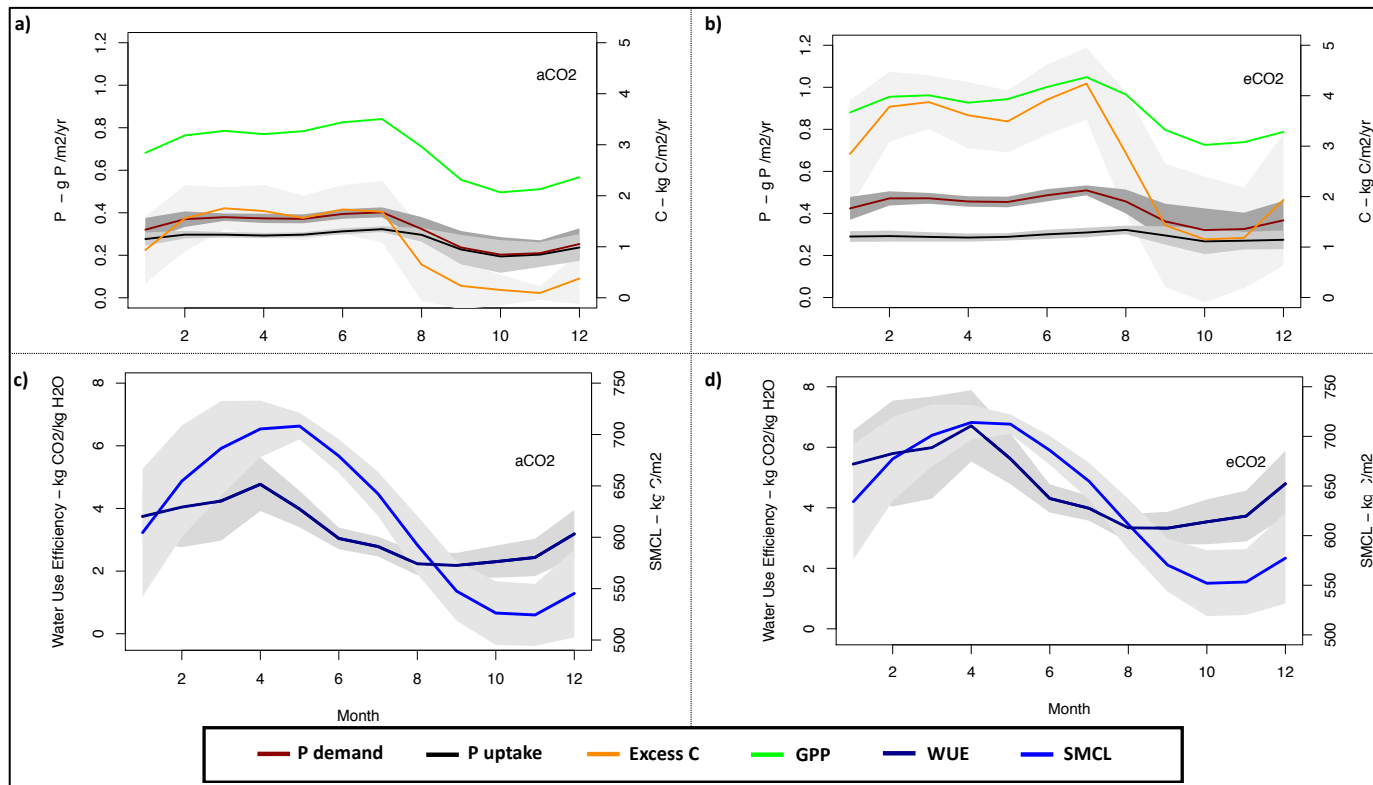 a)
1.2
1.0
0.8
0.6
0.4
0.2
0.0
P – g P /m2/yr
aCO2
5
4
3
2
1
0
C – kg C/m2/yr
2 4 6 8 10 12
b)
1.2
1.0
0.8
0.6
0.4
0.2
0.0
P – g P /m2/yr
eCO2
5
4
3
2
1
0
C – kg C/m2/yr
2 4 6 8 10 12
c)
8
6
4
2
0
Water Use Efficiency – kg CO2/kg H2O
aCO2
750
700
650
600
550
500
SMCL – kg C/m2
2 4 6 8 10 12
Month
d)
8
6
4
2
0
Water Use Efficiency – kg CO2/kg H2O
eCO2
750
700
650
600
550
500
SMCL – kg /m2
2 4 6 8 10 12
Month
P demand P uptake Excess C GPP WUE SMCL